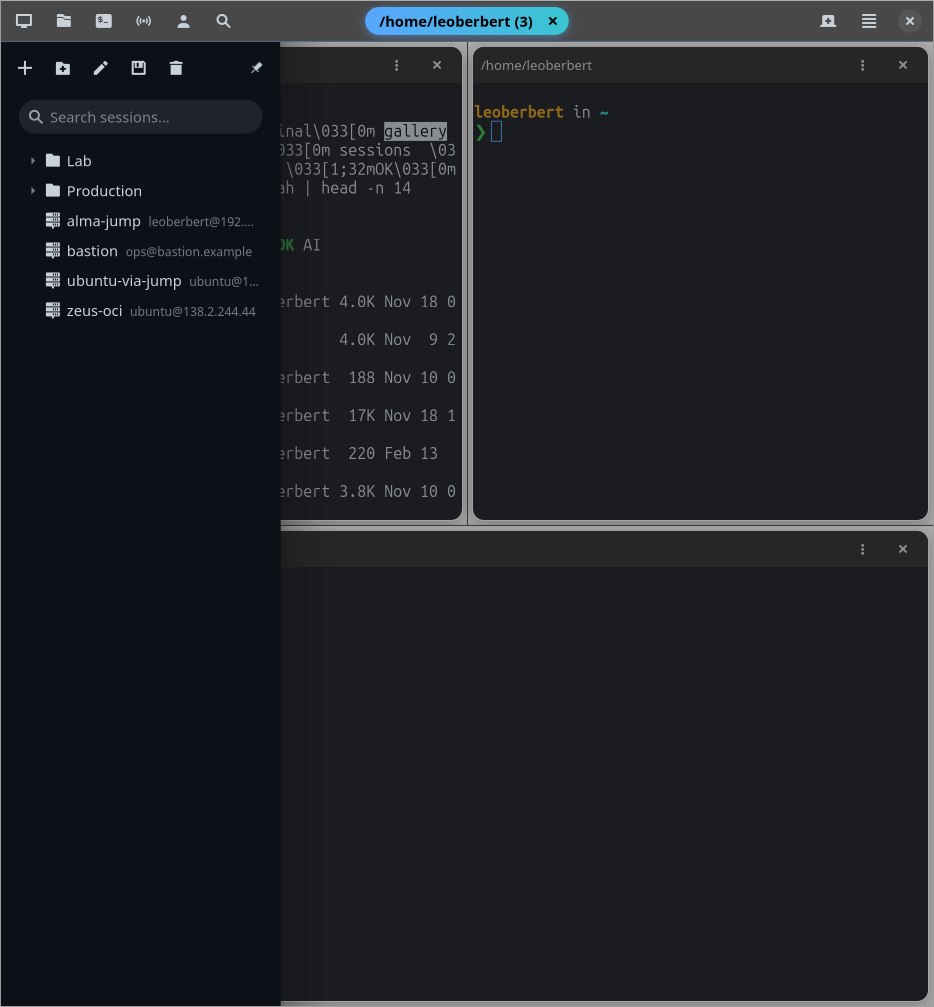 /home/leoberbert (3)
Search sessions...
Lab
Production
alma-jump leoberbert@192....
bastion ops@bastion.example
ubuntu-via-jump ubuntu@1...
zeus-oci ubuntu@138.2.244.44
inal\033[0m gallery
033[0m sessions \03
\033[1;32mOK\033[0m
ah | head -n 14
OK AI
erbert 4.0K Nov 18 0
4.0K Nov 9 2
erbert 188 Nov 10 0
erbert 17K Nov 18 1
erbert 220 Feb 13
erbert 3.8K Nov 10 0
/home/leoberbert
leoberbert in ~
❯